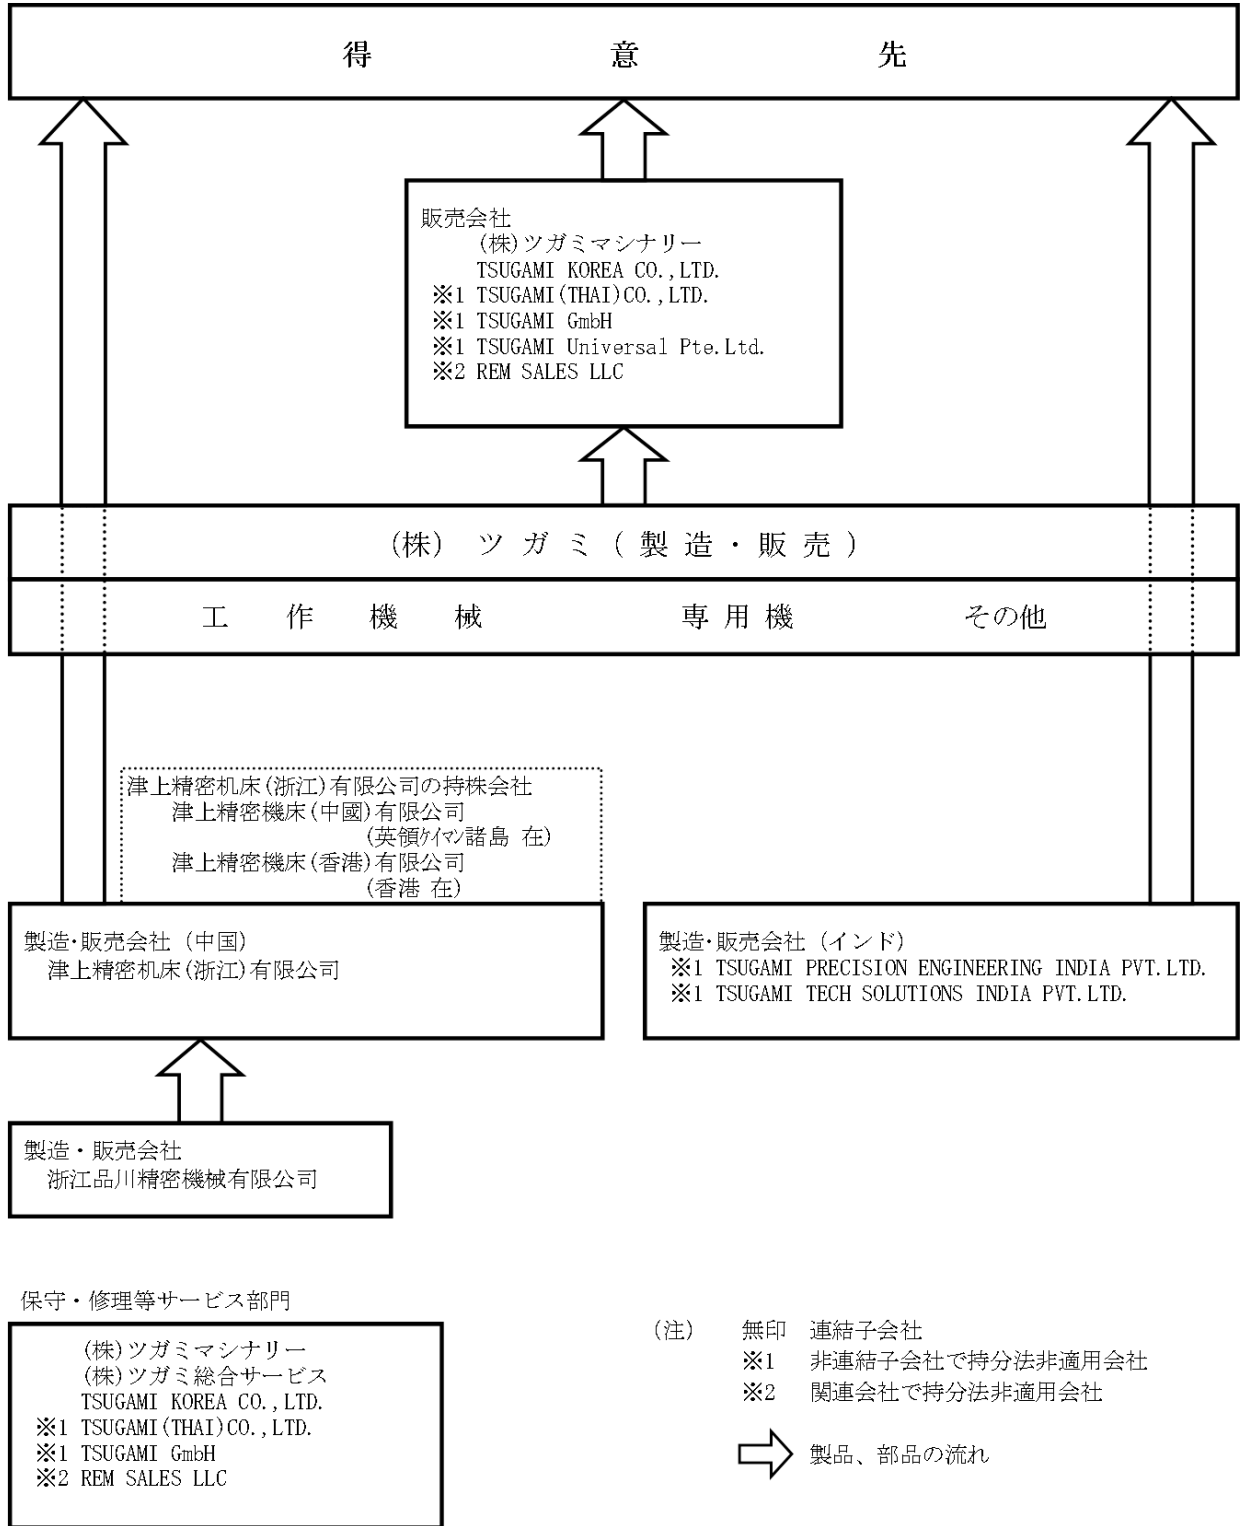 得意先
販売会社
(株)ツガミマシナリー
TSUGAMI KOREA CO.,LTD.
※1 TSUGAMI(THAI)CO.,LTD.
※1 TSUGAMI GmbH
※1 TSUGAMI Universal Pte.Ltd.
※2 REM SALES LLC
(株) ツガミ(製造・販売)
工作機械 専用機 その他
津上精密机床(浙江)有限公司の持株会社
津上精密機床(中國)有限公司
(英領ケイマン諸島 在)
津上精密機床(香港)有限公司
(香港 在)
製造・販売会社 (中国)
津上精密机床(浙江)有限公司
製造・販売会社 (インド)
※1 TSUGAMI PRECISION ENGINEERING INDIA PVT.LTD.
※1 TSUGAMI TECH SOLUTIONS INDIA PVT.LTD.
製造・販売会社
浙江品川精密機械有限公司
保守・修理等サービス部門
(株)ツガミマシナリー
(株)ツガミ総合サービス
TSUGAMI KOREA CO.,LTD.
※1 TSUGAMI(THAI)CO.,LTD.
※1 TSUGAMI GmbH
※2 REM SALES LLC
(注) 無印 連結子会社
※1 非連結子会社で持分法非適用会社
※2 関連会社で持分法非適用会社
製品、部品の流れ